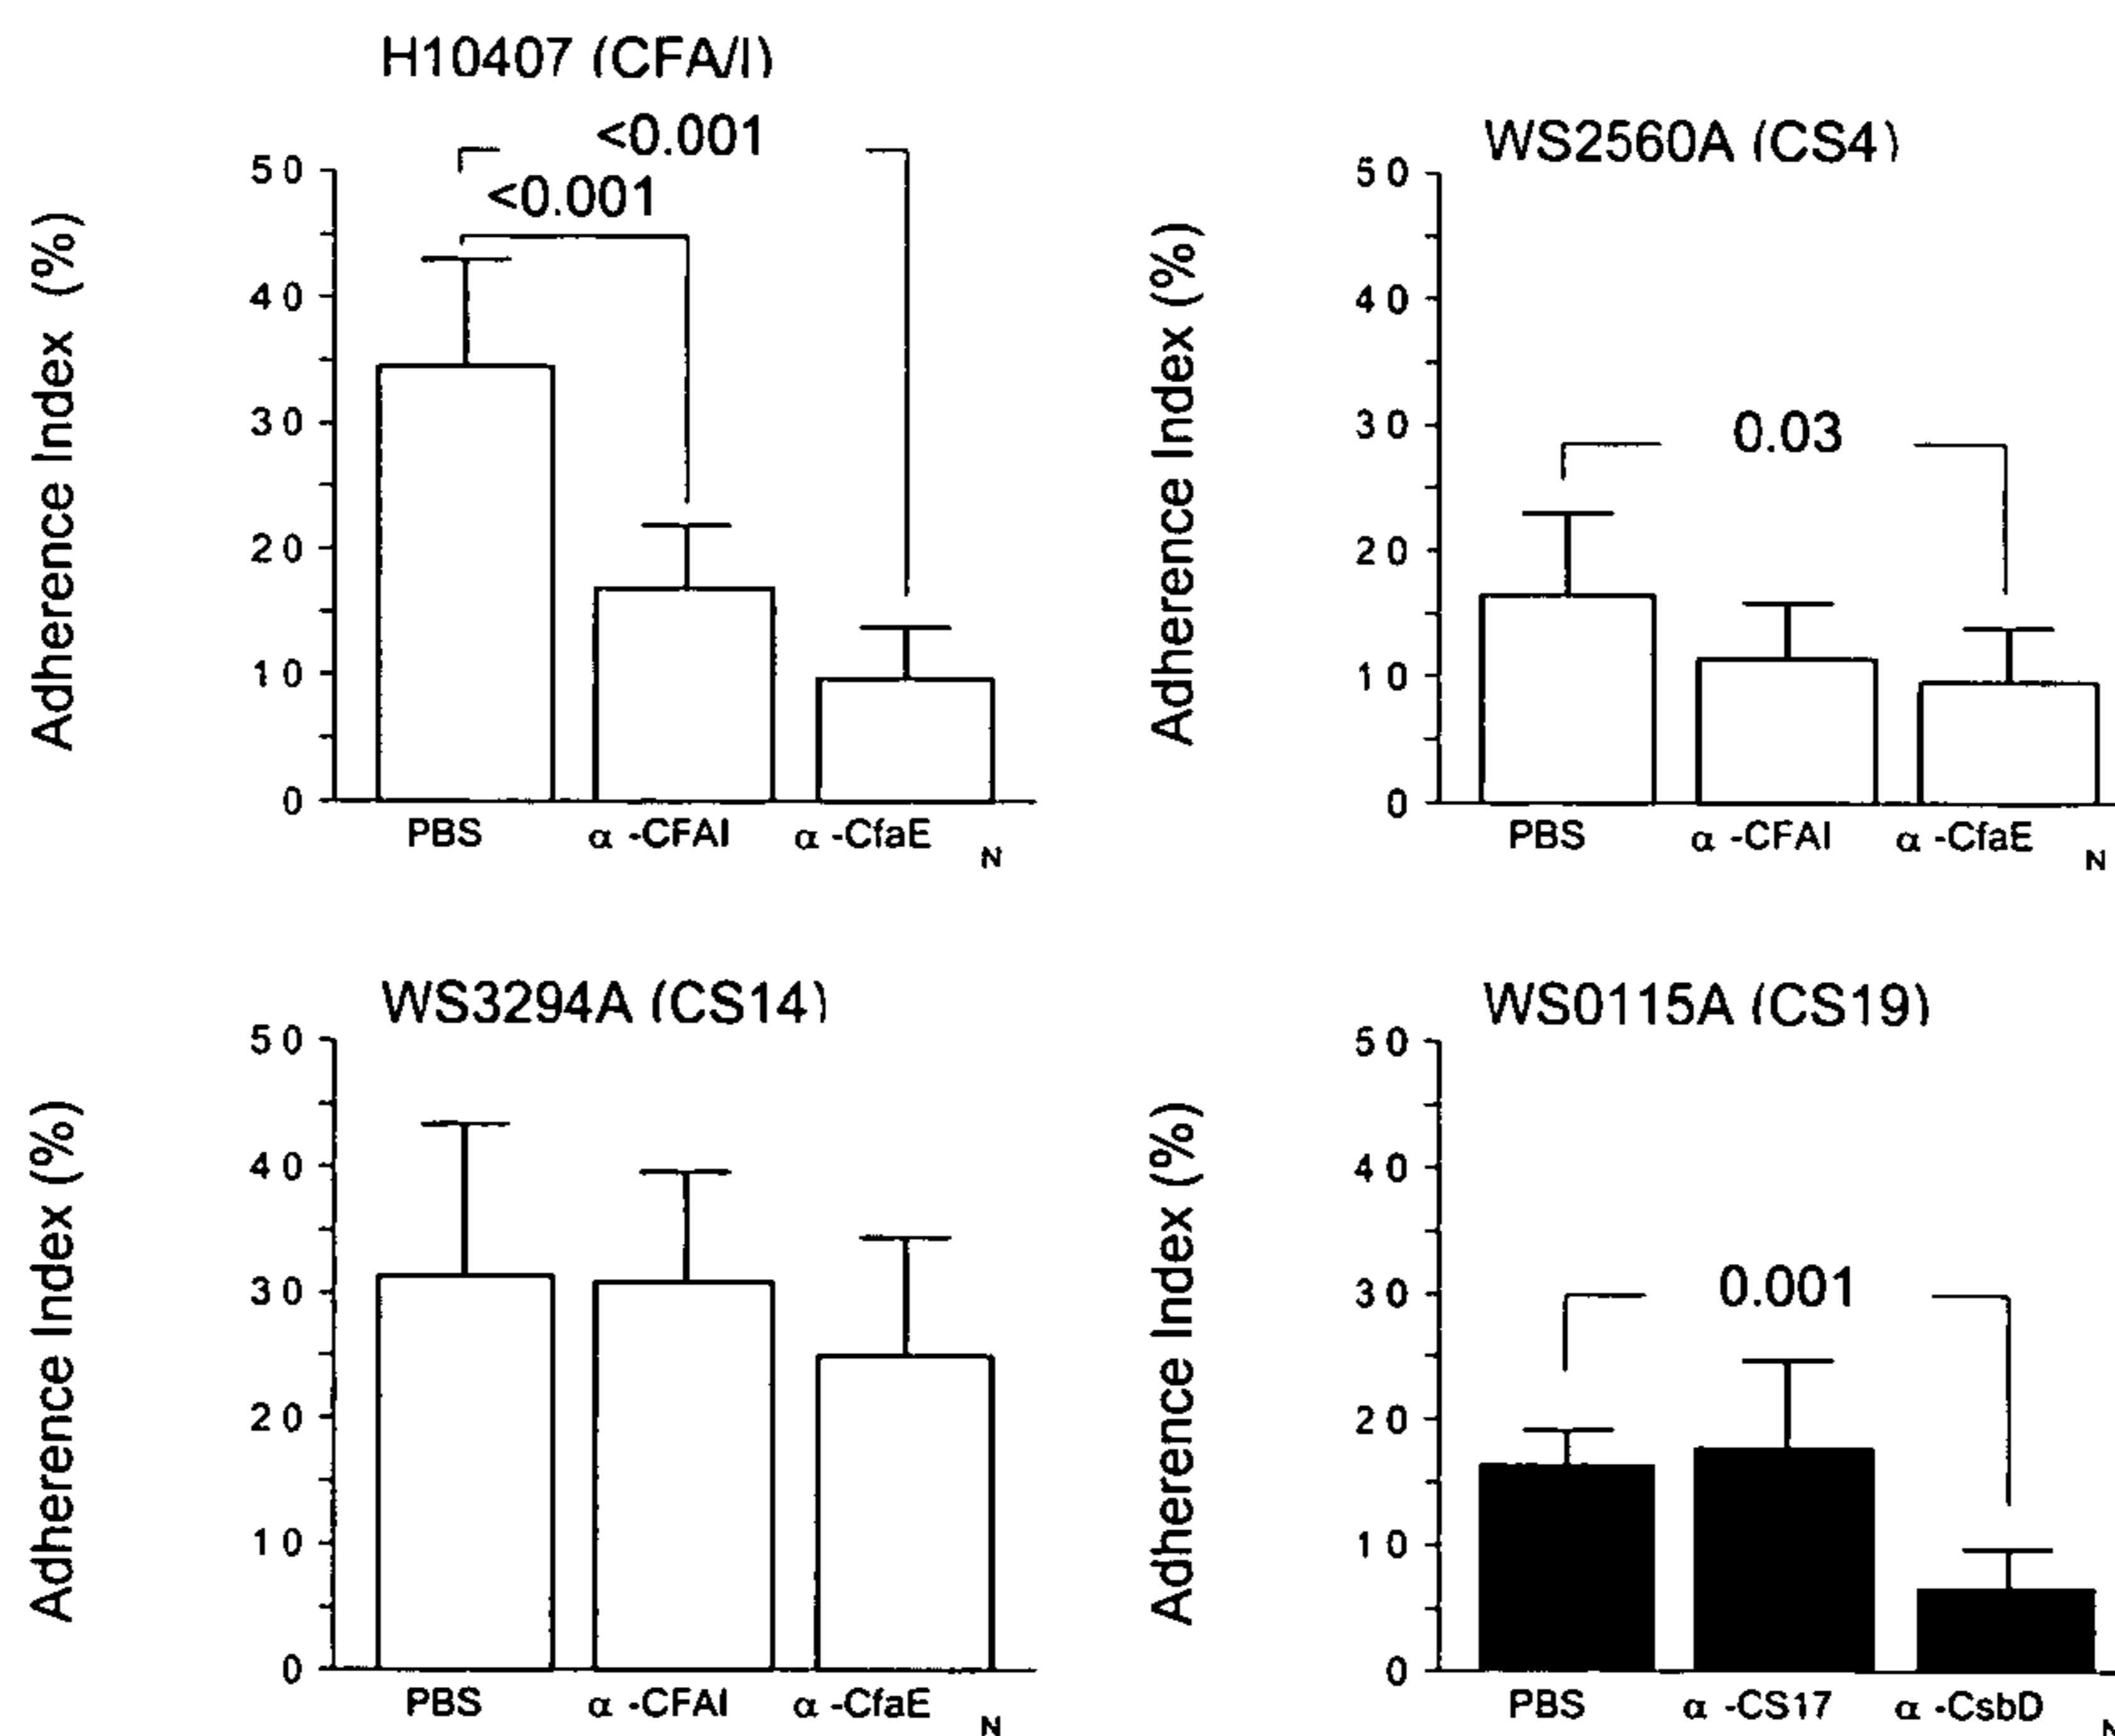 H10407 (CFA/I)
<0.001
<0.001
Adherence Index (%)
50
40
30
20
10
0
PBS
α -CFAI
α -CfaE
N
WS2560A (CS4)
0.03
Adherence Index (%)
50
40
30
20
10
0
PBS
α -CFAI
α -CfaE
N
WS3294A (CS14)
Adherence Index (%)
50
40
30
20
10
0
PBS
α -CFAI
α -CfaE
N
WS0115A (CS19)
0.001
Adherence Index (%)
50
40
30
20
10
0
PBS
α -CS17
α -CsbD
N